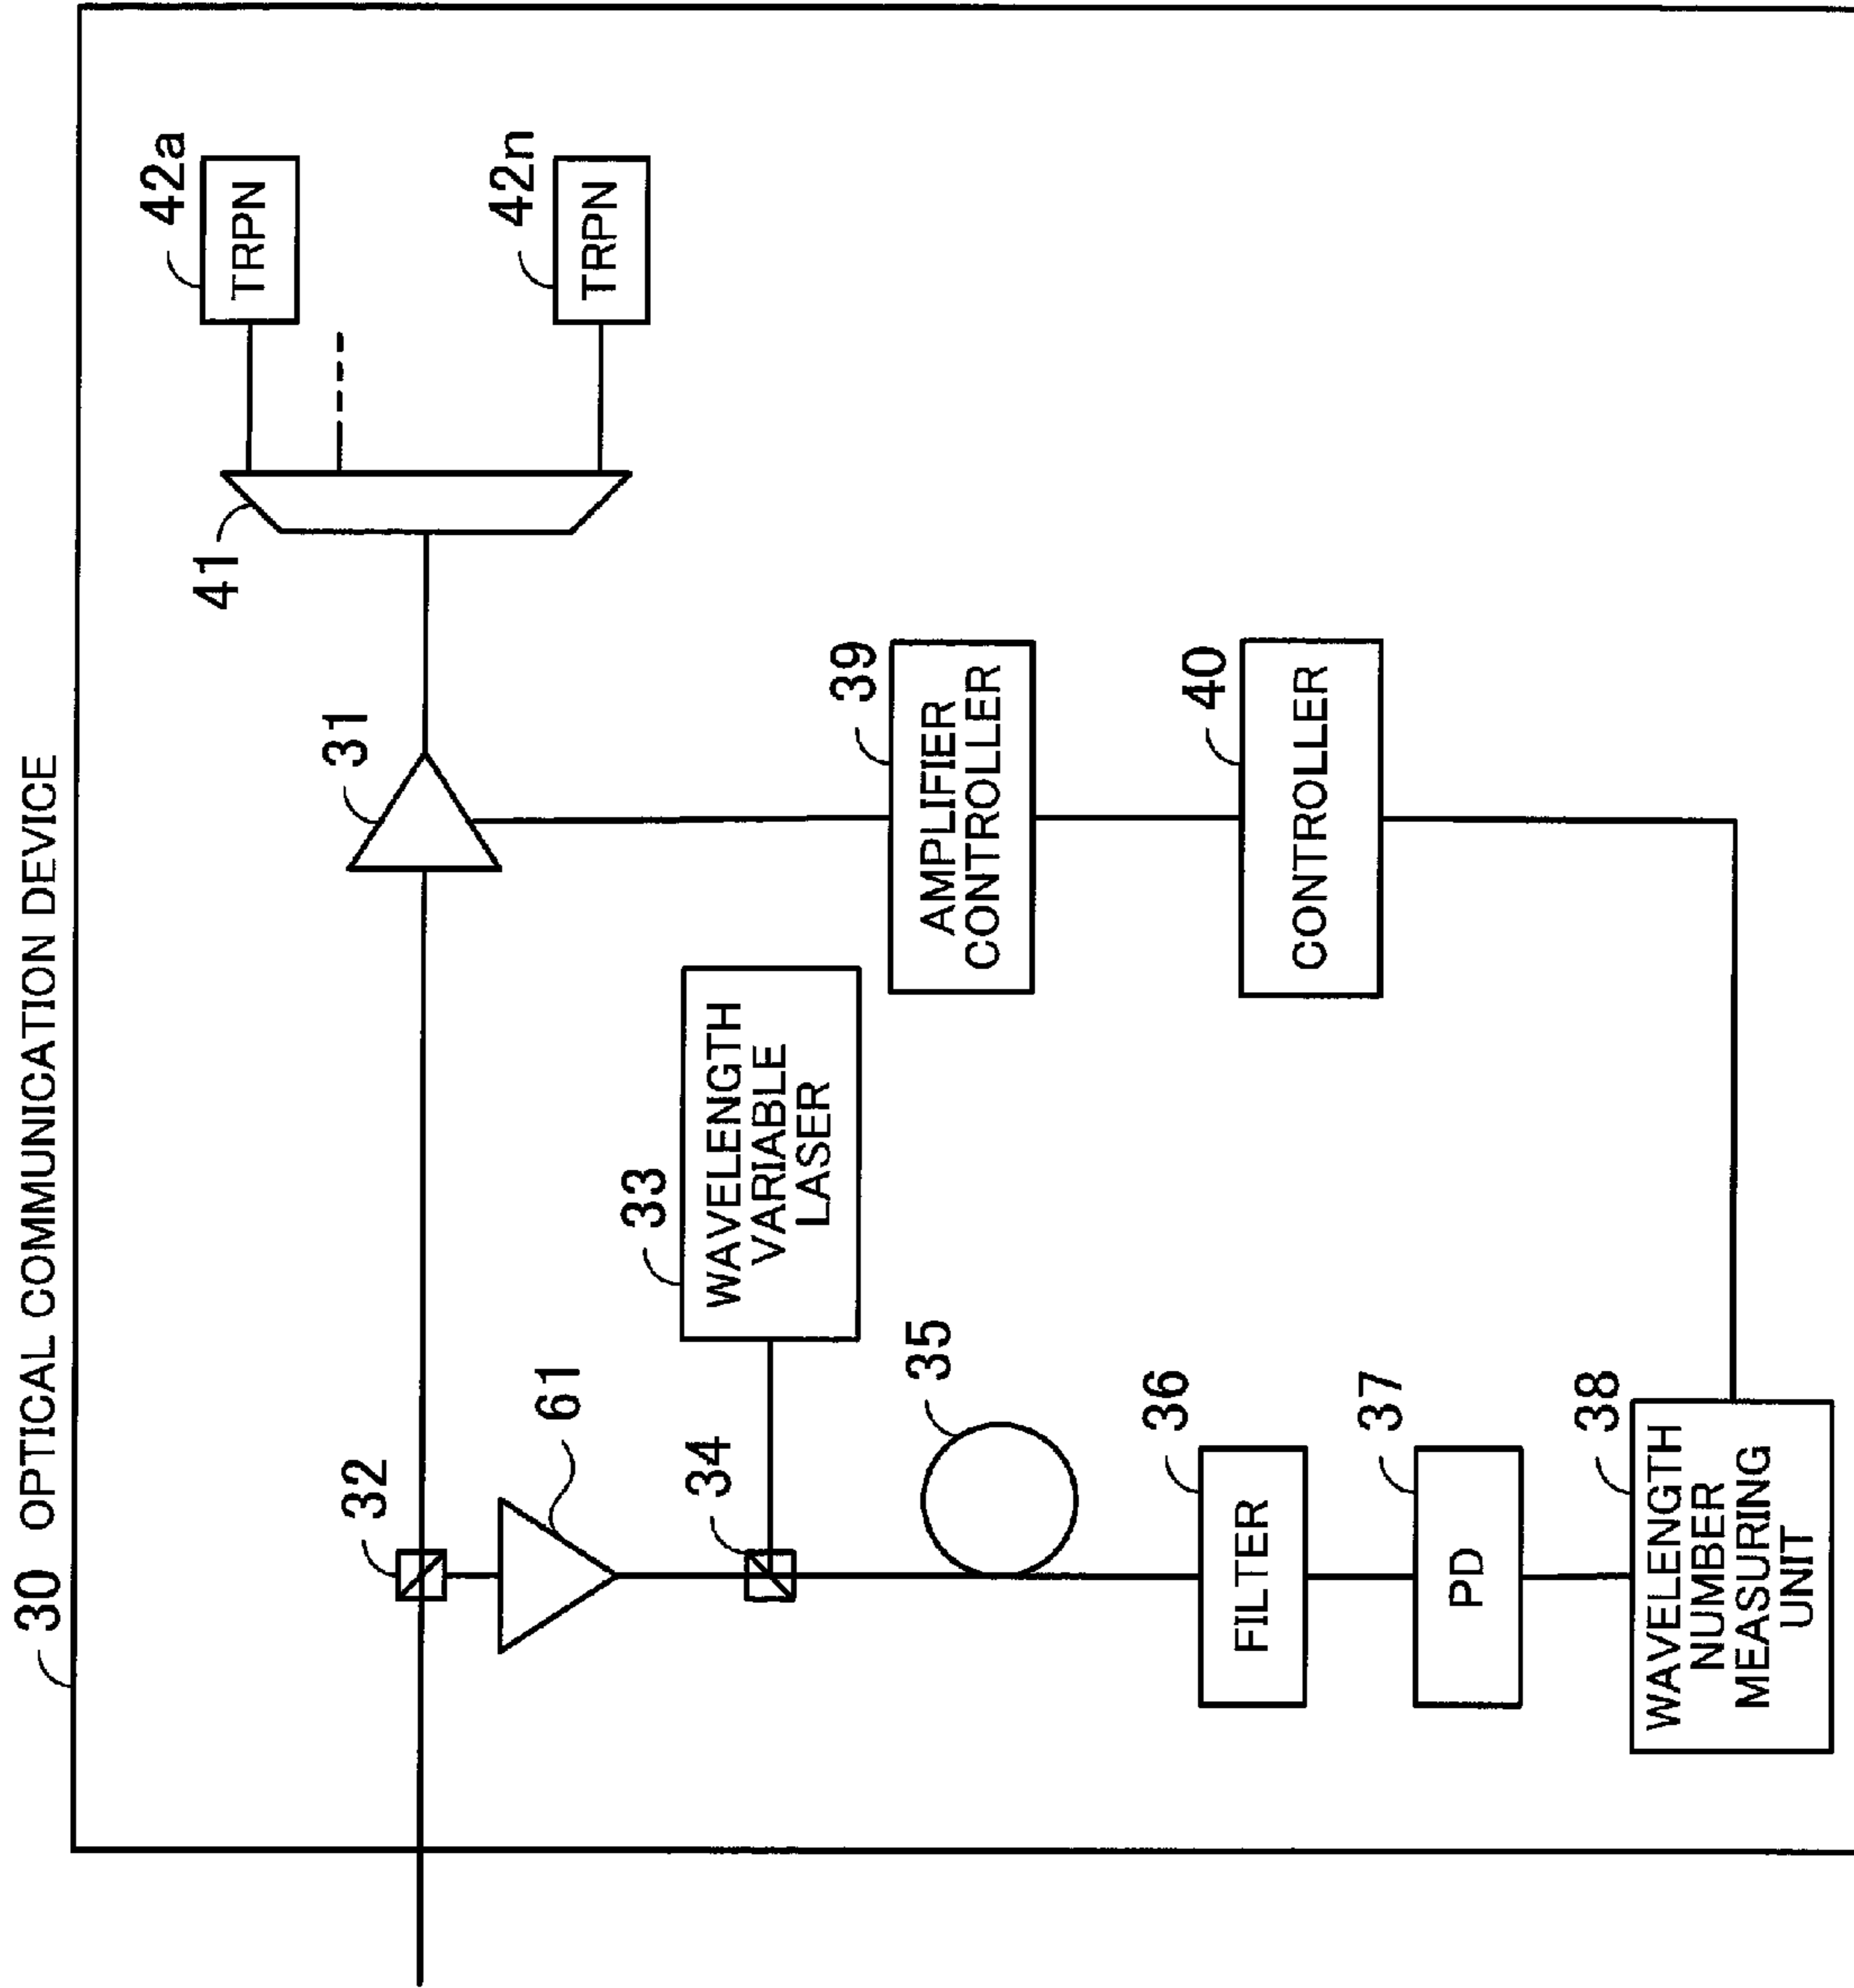 30 OPTICAL COMMUNICATION DEVICE
42a
TRPN
42n
TRPN
41
31
32
61
33
WAVELENGTH
VARIABLE
LASER
34
39
AMPLIFIER
CONTROLLER
35
40
CONTROLLER
36
FILTER
37
PD
38
WAVELENGTH
NUMBER
MEASURING
UNIT